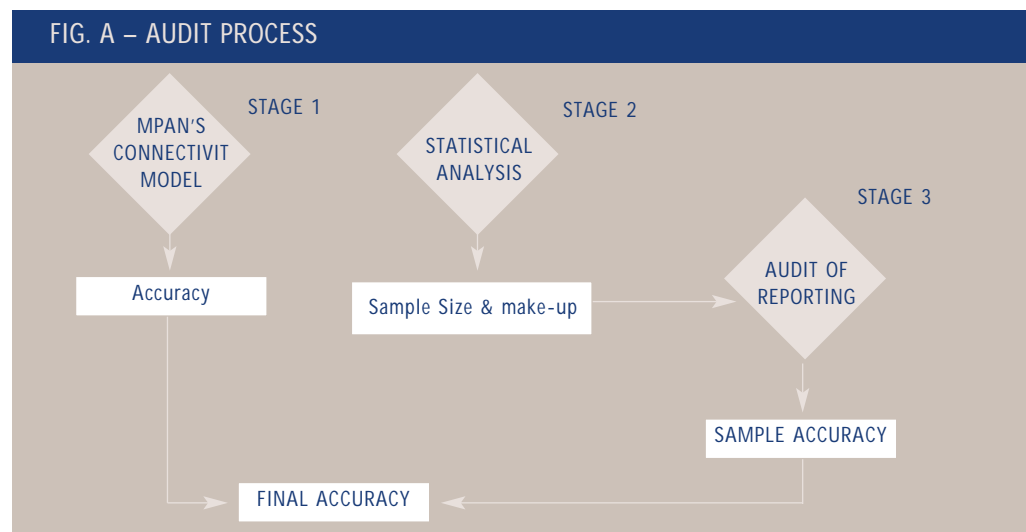 FIG. A – AUDIT PROCESS
STAGE 1
MPAN'S
CONNECTIVIT
MODEL
STAGE 2
STATISTICAL
ANALYSIS
STAGE 3
AUDIT OF
REPORTING
Accuracy
Sample Size & make-up
SAMPLE ACCURACY
FINAL ACCURACY